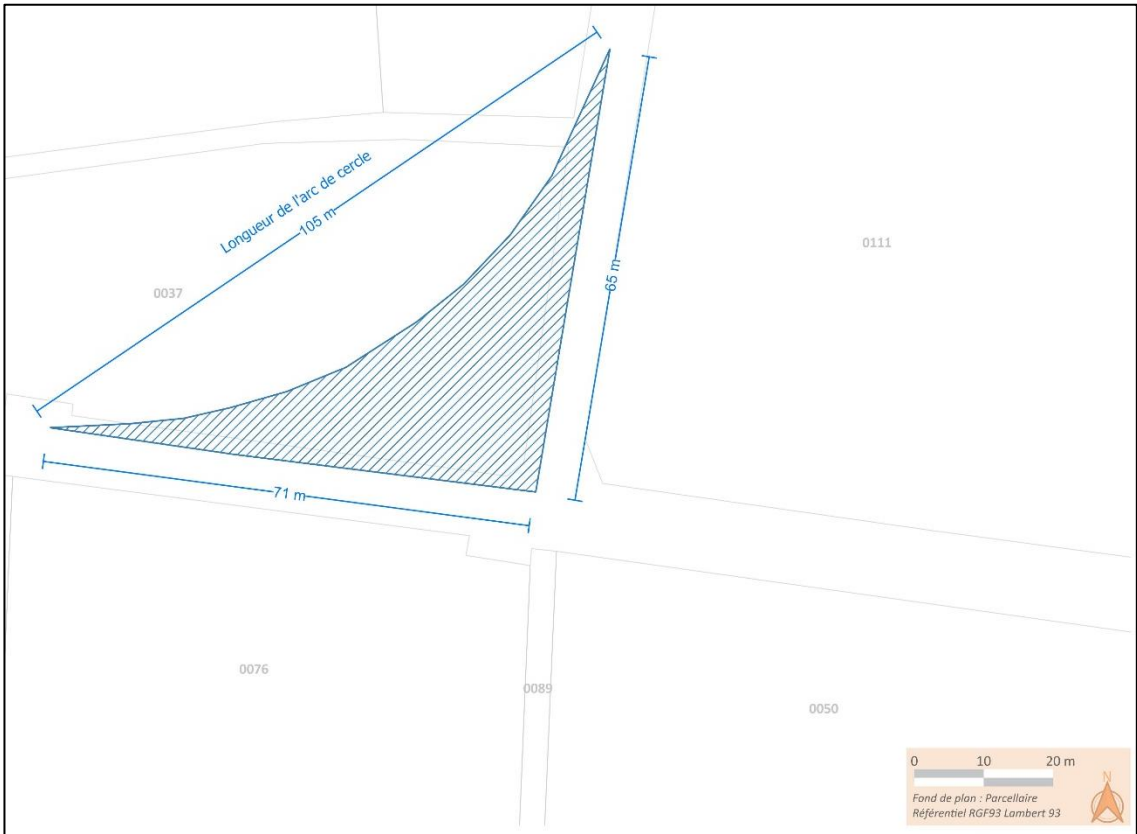 Longueur de l'arc de cercle
105 m
65 m
71 m
0111
0037
0076
0089
0050
0 10 20 m
N
Fond de plan : Parcellaire
Référentiel RGF93 Lambert 93